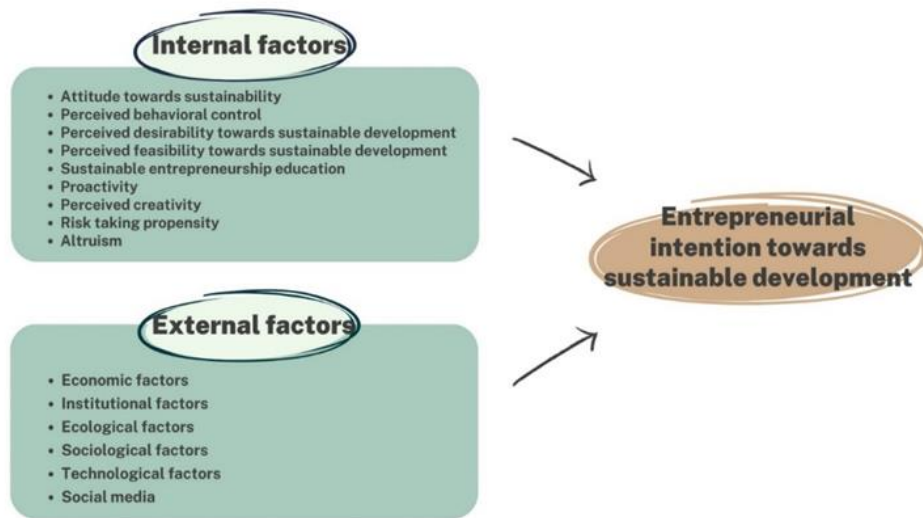 Internal factors
• Attitude towards sustainability
• Perceived behavioral control
• Perceived desirability towards sustainable development
• Perceived feasibility towards sustainable development
• Sustainable entrepreneurship education
• Proactivity
• Perceived creativity
• Risk taking propensity
• Altruism
External factors
• Economic factors
• Institutional factors
• Ecological factors
• Sociological factors
• Technological factors
• Social media
Entrepreneurial
intention towards
sustainable development